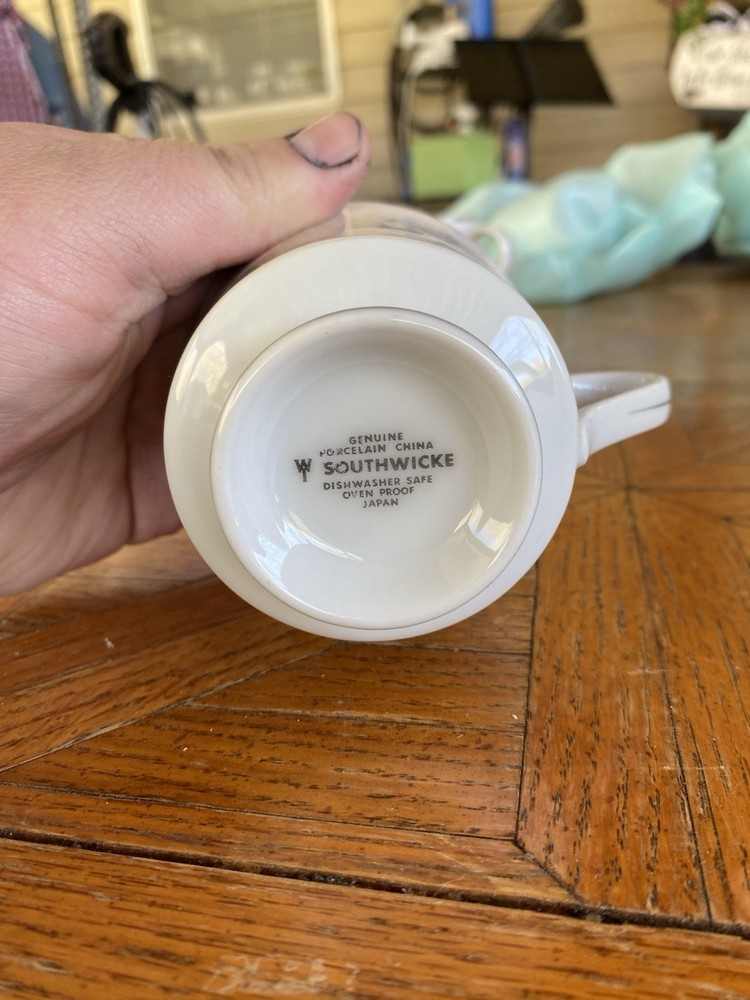 GENUINE
PORCELAIN CHINA
SOUTHWICKE
DISHWASHER SAFE
OVEN PROOF
JAPAN